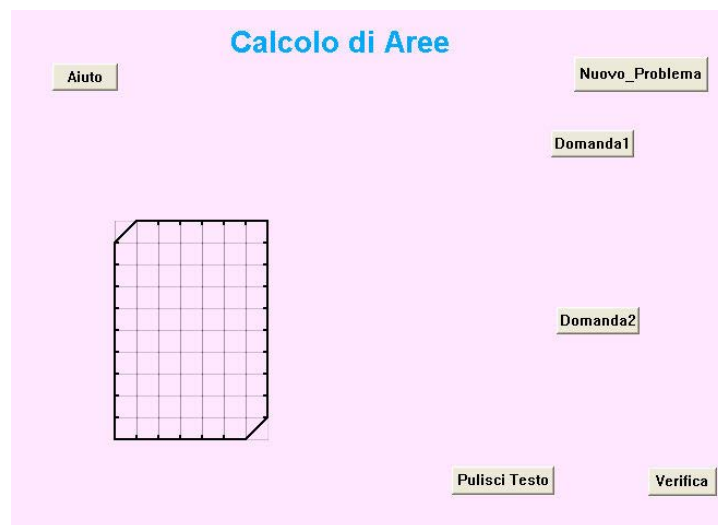 Calcolo di Aree
Aiuto
Nuovo_Problema
Domanda1
Domanda2
Pulisci Testo
Verifica